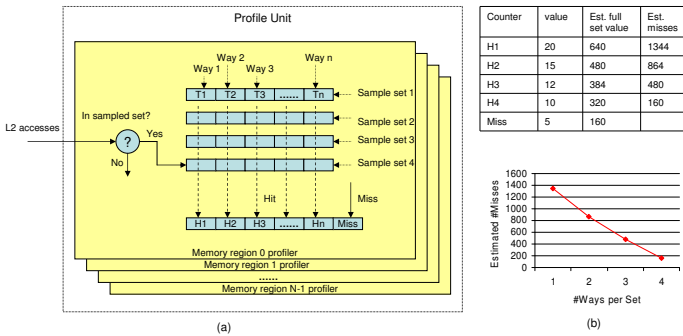 Profile Unit
Way 1
Way 2
Way 3
Way n
T1 T2 T3 ...... Tn
Sample set 1
Sample set 2
Sample set 3
Sample set 4
L2 accesses
In sampled set?
?
Yes
No
Hit
Miss
H1 H2 H3 ...... Hn Miss
Memory region 0 profiler
Memory region 1 profiler
......
Memory region N-1 profiler
(a)
Counter value Est. full set value Est. misses
H1 20 640 1344
H2 15 480 864
H3 12 384 480
H4 10 320 160
Miss 5 160
Estimated #Misses
1600
1400
1200
1000
800
600
400
200
0
1 2 3 4
#Ways per Set
(b)